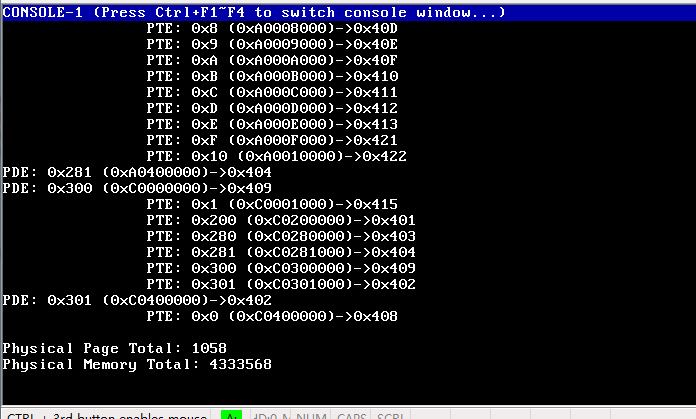 CONSOLE-1 (Press Ctrl+F1~F4 to switch console window...)
PTE: 0x8 (0xA0008000)->0x40D
PTE: 0x9 (0xA0009000)->0x40E
PTE: 0xA (0xA000A000)->0x40F
PTE: 0xB (0xA000B000)->0x410
PTE: 0xC (0xA000C000)->0x411
PTE: 0xD (0xA000D000)->0x412
PTE: 0xE (0xA000E000)->0x413
PTE: 0xF (0xA000F000)->0x421
PTE: 0x10 (0xA0010000)->0x422
PDE: 0x281 (0xA0400000)->0x404
PDE: 0x300 (0xC0000000)->0x409
PTE: 0x1 (0xC0001000)->0x415
PTE: 0x200 (0xC0200000)->0x401
PTE: 0x280 (0xC0280000)->0x403
PTE: 0x281 (0xC0281000)->0x404
PTE: 0x300 (0xC0300000)->0x409
PTE: 0x301 (0xC0301000)->0x402
PDE: 0x301 (0xC0400000)->0x402
PTE: 0x0 (0xC0400000)->0x408
Physical Page Total: 1058
Physical Memory Total: 4333568
CTRL + 3rd button enables mouse A: NUM CAPS SCRL